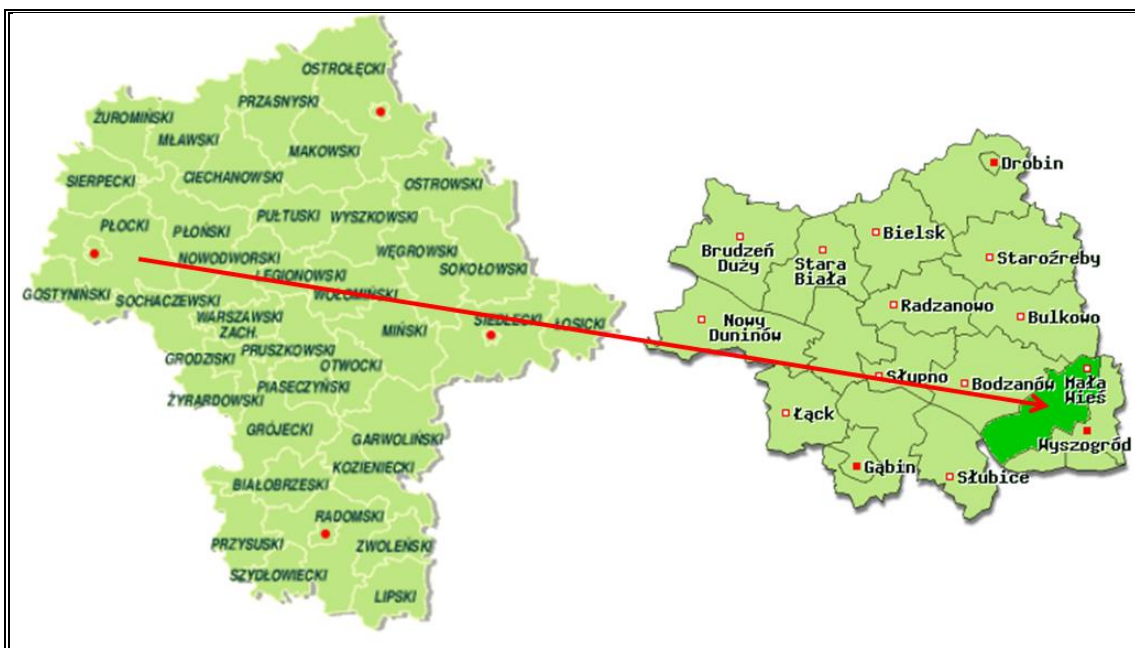 OSTROŁĘCKI
PRZASNYSKI
ŻUROMIŃSKI
MŁAWSKI
MAKOWSKI
SIERPECKI
CIECHANOWSKI
OSTROWSKI
PŁOCKI
PŁOŃSKI
PUŁTUSKI
WYSZKOWSKI
NOWODWORSKI
WĘGROWSKI
LEGIONOWSKI
SOKOŁOWSKI
GOSTYNIŃSKI
SOCHACZEWSKI
WOŁOMIŃSKI
WARSZAWSKI
ZACH.
MIŃSKI
SIEDLECKI
ŁOSICKI
GRODZISKI
PRUSZKOWSKI
OTWOCKI
PIASECZYŃSKI
ŻYRARDOWSKI
GRÓJECKI
GARWOLIŃSKI
KOZIENIECKI
BIAŁOBRZESKI
RADOMSKI
PRZYSUSKI
ZWOLEŃSKI
SZYDŁOWIECKI
LIPSKI
Drobin
Bielsk
Brudzeń
Duży
Stara
Biała
Staroźreby
Radzanowo
Bulkowo
Nowy
Duninów
Słupno
Bodzanów
Mała
Wieś
Łąck
Wyszogród
Gąbin
Słubice